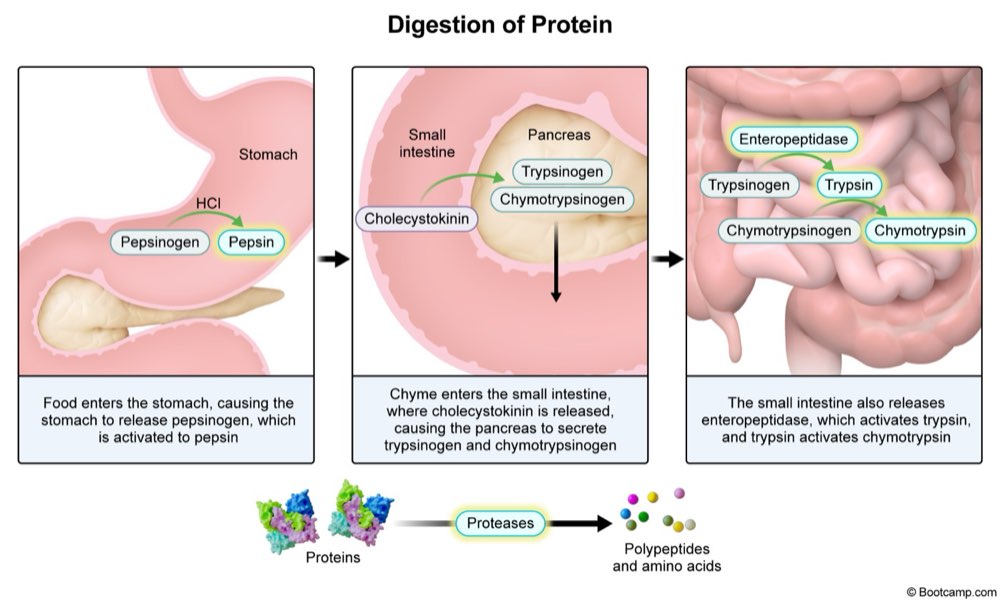 Digestion of Protein
Stomach
HCl
Pepsinogen
Pepsin
Food enters the stomach, causing the
stomach to release pepsinogen, which
is activated to pepsin
Small
intestine
Pancreas
Trypsinogen
Chymotrypsinogen
Cholecystokinin
Chyme enters the small intestine,
where cholecystokinin is released,
causing the pancreas to secrete
trypsinogen and chymotrypsinogen
Enteropeptidase
Trypsinogen
Trypsin
Chymotrypsinogen
Chymotrypsin
The small intestine also releases
enteropeptidase, which activates trypsin,
and trypsin activates chymotrypsin
Proteins
Proteases
Polypeptides
and amino acids
© Bootcamp.com